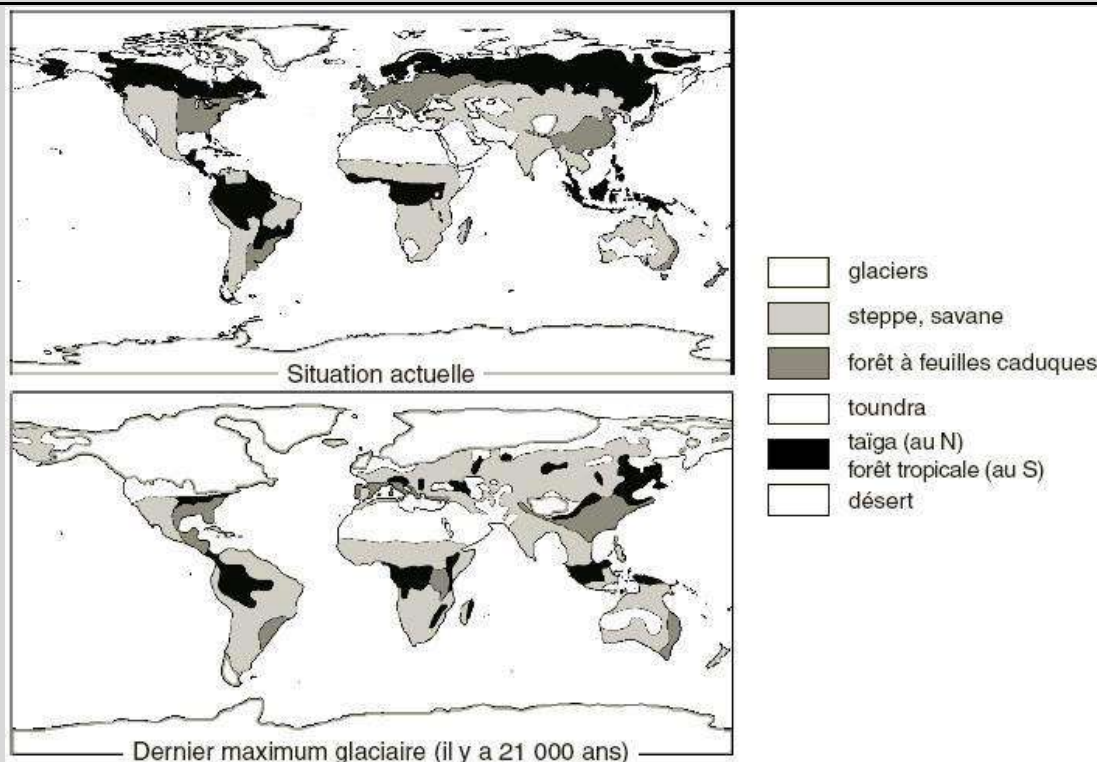 Situation actuelle
glaciers
steppe, savane
forêt à feuilles caduques
toundra
taïga (au N)
forêt tropicale (au S)
désert
Dernier maximum glaciaire (il y a 21 000 ans)